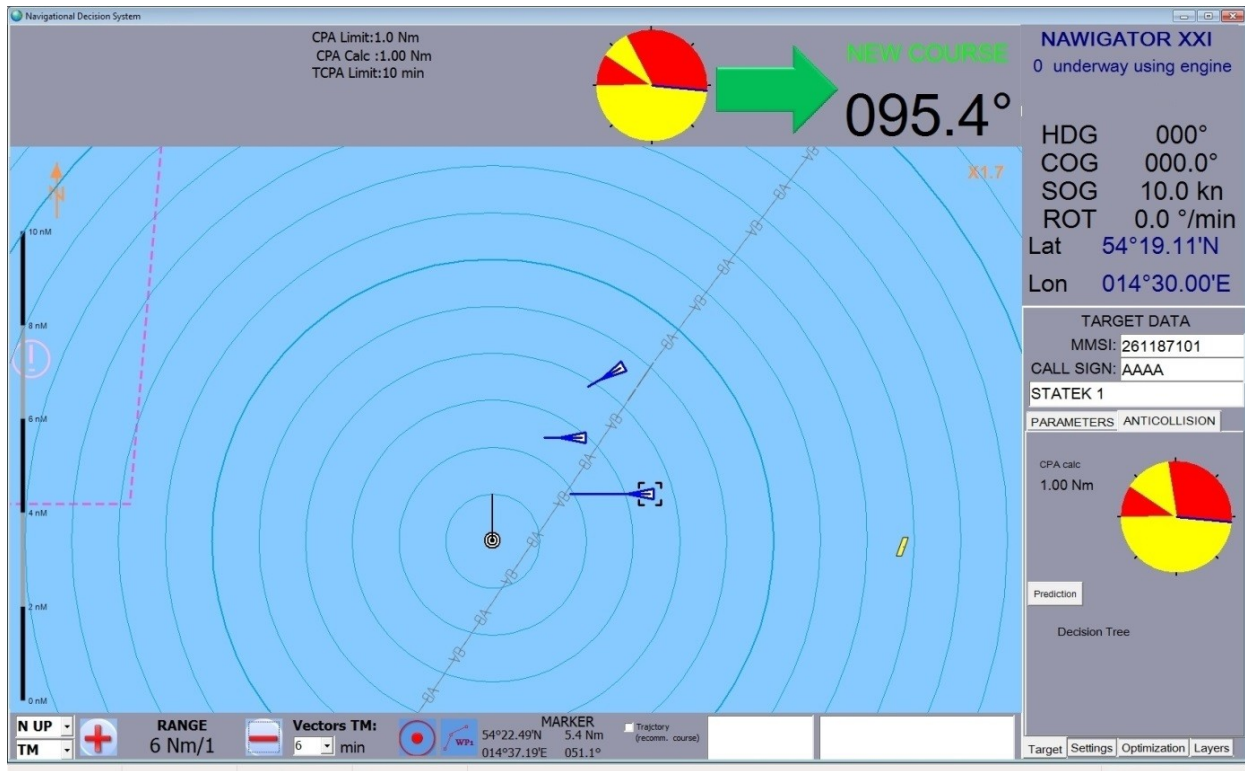 Navigational Decision System
CPA Limit:1.0 Nm
CPA Calc :1.00 Nm
TCPA Limit:10 min
NEW COURSE
095.4°
NAWIGATOR XXI
0 underway using engine
HDG 000°
COG 000.0°
SOG 10.0 kn
ROT 0.0 °/min
Lat 54°19.11'N
Lon 014°30.00'E
N
X1.7
10 nM
8 nM
6 nM
4 nM
2 nM
0 nM
TARGET DATA
MMSI: 261187101
CALL SIGN: AAAA
STATEK 1
PARAMETERS ANTICOLLISION
CPA calc
1.00 Nm
Prediction
Decision Tree
N UP
TM
RANGE
6 Nm/1
Vectors TM:
6 min
WP1
MARKER
54°22.49'N 5.4 Nm
014°37.19'E 051.1°
Trajctory
(recomm. course)
Target Settings Optimization Layers